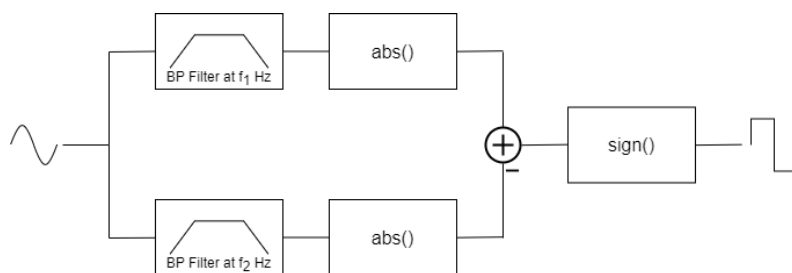 BP Filter at f₁ Hz
abs()
+
-
sign()
BP Filter at f₂ Hz
abs()